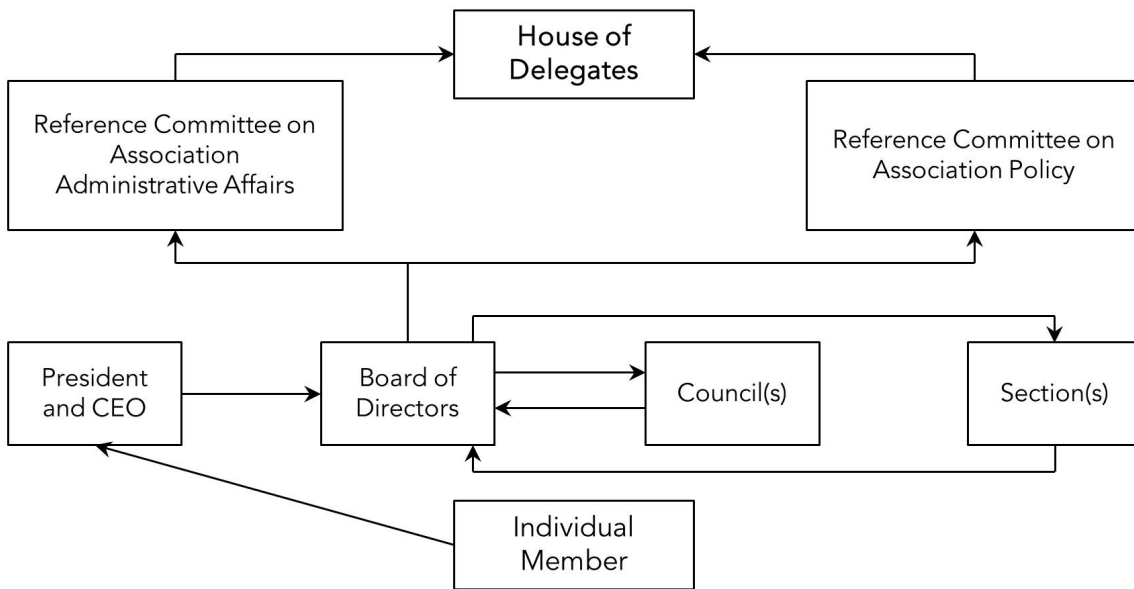 House of
Delegates
Reference Committee on
Association
Administrative Affairs
Reference Committee on
Association Policy
President
and CEO
Board of
Directors
Council(s)
Section(s)
Individual
Member